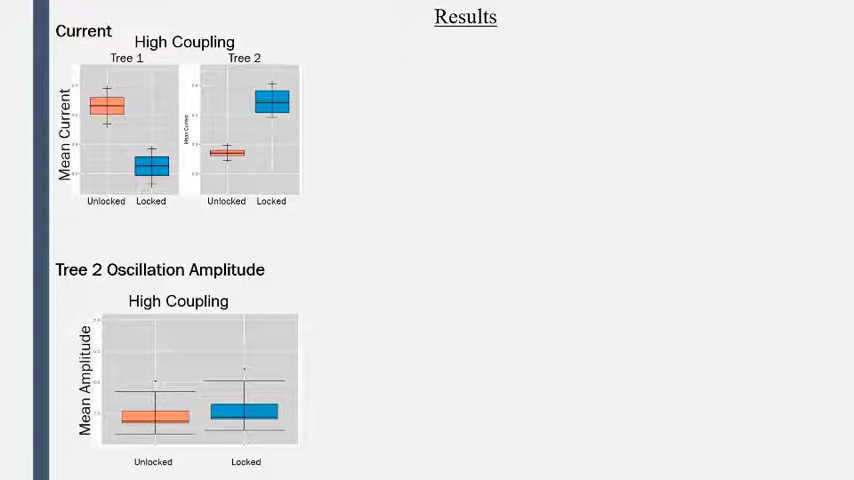 Results
Current
High Coupling
Tree 1
Tree 2
Mean Current
Mean Current
Unlocked
Locked
Unlocked
Locked
Tree 2 Oscillation Amplitude
High Coupling
Mean Amplitude
Unlocked
Locked